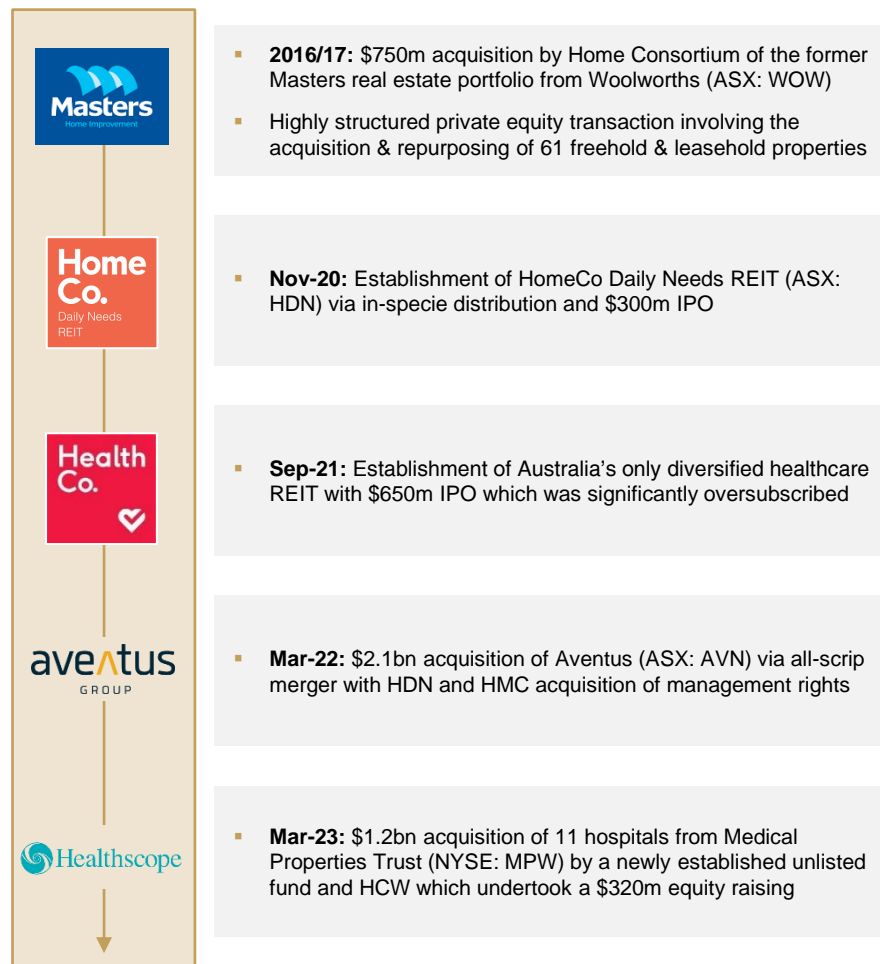 Masters
Home Improvement
▪ 2016/17: $750m acquisition by Home Consortium of the former
Masters real estate portfolio from Woolworths (ASX: WOW)
▪ Highly structured private equity transaction involving the
acquisition & repurposing of 61 freehold & leasehold properties
Home
Co.
Daily Needs
REIT
▪ Nov-20: Establishment of HomeCo Daily Needs REIT (ASX:
HDN) via in-specie distribution and $300m IPO
Health
Co.
▪ Sep-21: Establishment of Australia’s only diversified healthcare
REIT with $650m IPO which was significantly oversubscribed
aventus
GROUP
▪ Mar-22: $2.1bn acquisition of Aventus (ASX: AVN) via all-scrip
merger with HDN and HMC acquisition of management rights
Healthscope
▪ Mar-23: $1.2bn acquisition of 11 hospitals from Medical
Properties Trust (NYSE: MPW) by a newly established unlisted
fund and HCW which undertook a $320m equity raising